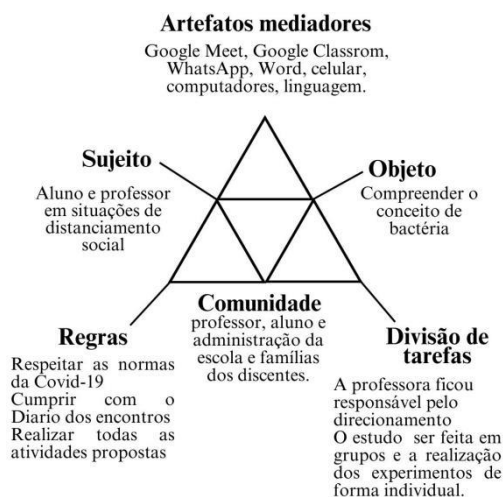 Artefatos mediadores
Google Meet, Google Classrom,
WhatsApp, Word, celular,
computadores, linguagem.
Sujeito
Aluno e professor
em situações de
distanciamento
social
Objeto
Compreender o
conceito de
bactéria
Regras
Respeitar as normas
da Covid-19
Cumprir com o
Diario dos encontros
Realizar todas as
atividades propostas
Comunidade
professor, aluno e
administração da
escola e famílias
dos discentes.
Divisão de
tarefas
A professora ficou
responsável pelo
direcionamento
O estudo ser feita em
grupos e a realização
dos experimentos de
forma individual.